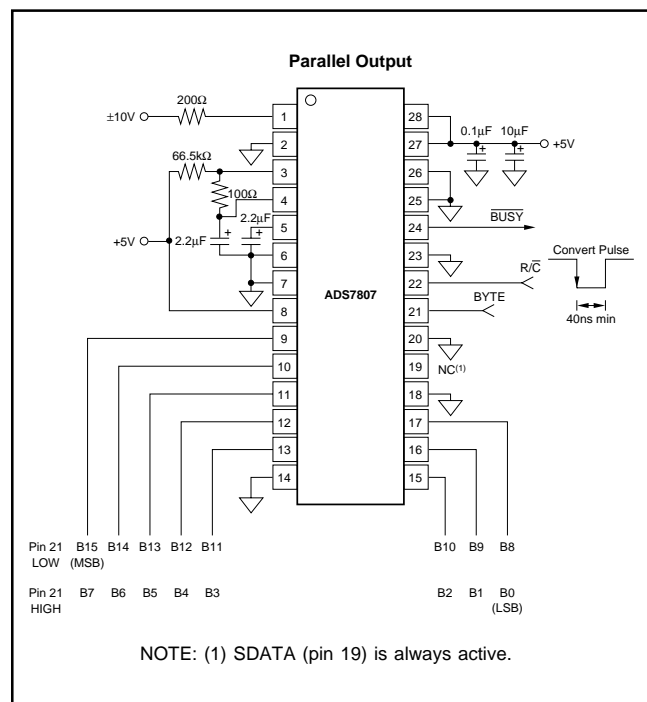 Parallel Output
200Ω
±10V
1
28
0.1µF
10µF
+
+
+5V
2
27
66.5kΩ
3
26
100Ω
4
25
2.2µF
+
5
24
BUSY
+5V
2.2µF
+
6
23
Convert Pulse
7
ADS7807
22
R/C
BYTE
8
21
40ns min
9
20
NC(1)
10
19
11
18
12
17
13
16
14
15
Pin 21 B15 B14 B13 B12 B11 B10 B9 B8
LOW (MSB)
Pin 21 B7 B6 B5 B4 B3 B2 B1 B0
HIGH (LSB)
NOTE: (1) SDATA (pin 19) is always active.